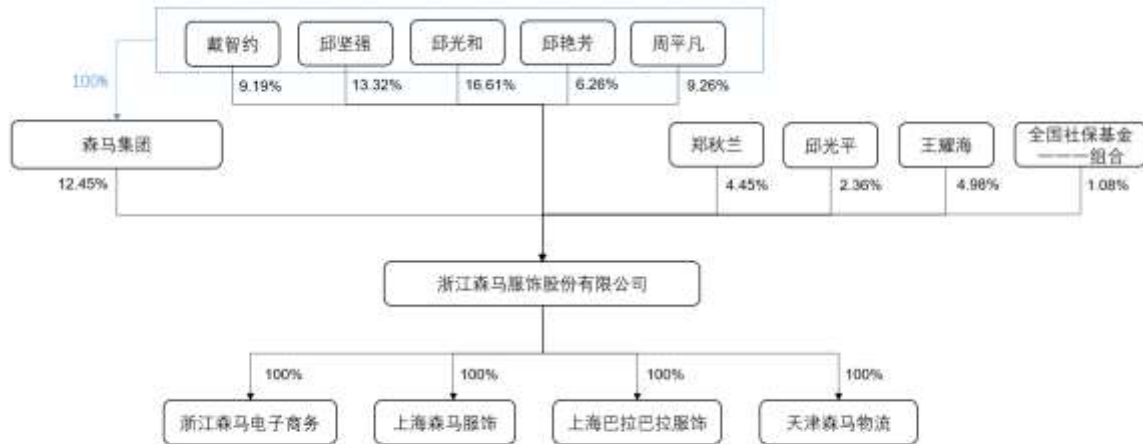 戴智约
邱坚强
邱光和
邱艳芳
周平凡
100%
9.19%
13.32%
16.61%
6.26%
9.26%
森马集团
郑秋兰
邱光平
王耀海
全国社保基金
一一一组合
12.45%
4.45%
2.36%
4.98%
1.08%
浙江森马服饰股份有限公司
100%
100%
100%
100%
浙江森马电子商务
上海森马服饰
上海巴拉巴拉服饰
天津森马物流